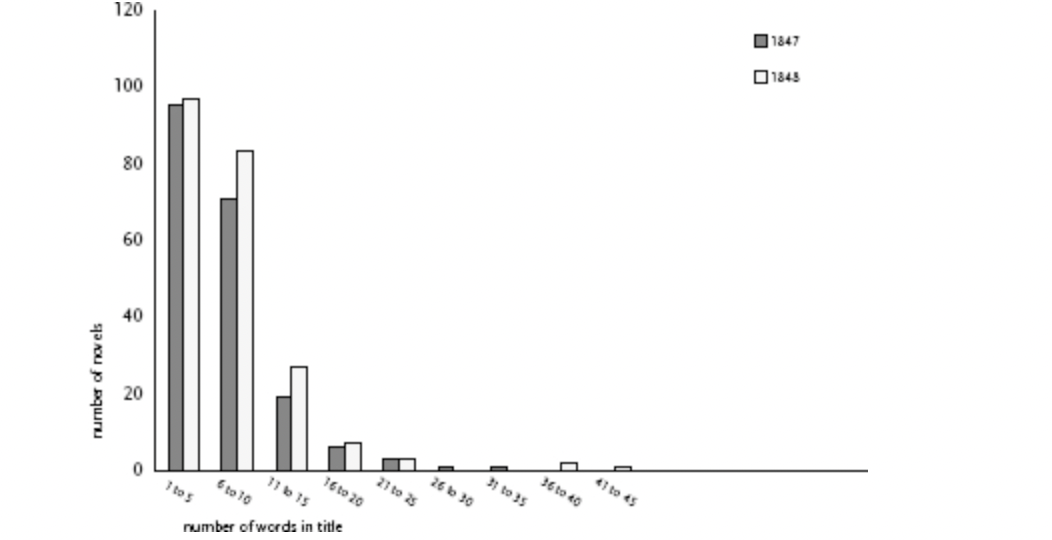 120
1847
1848
100
80
60
40
20
0
number of novels
1 to 5
6 to 10
11 to 15
16 to 20
21 to 25
26 to 30
31 to 35
36 to 40
41 to 45
number of words in title